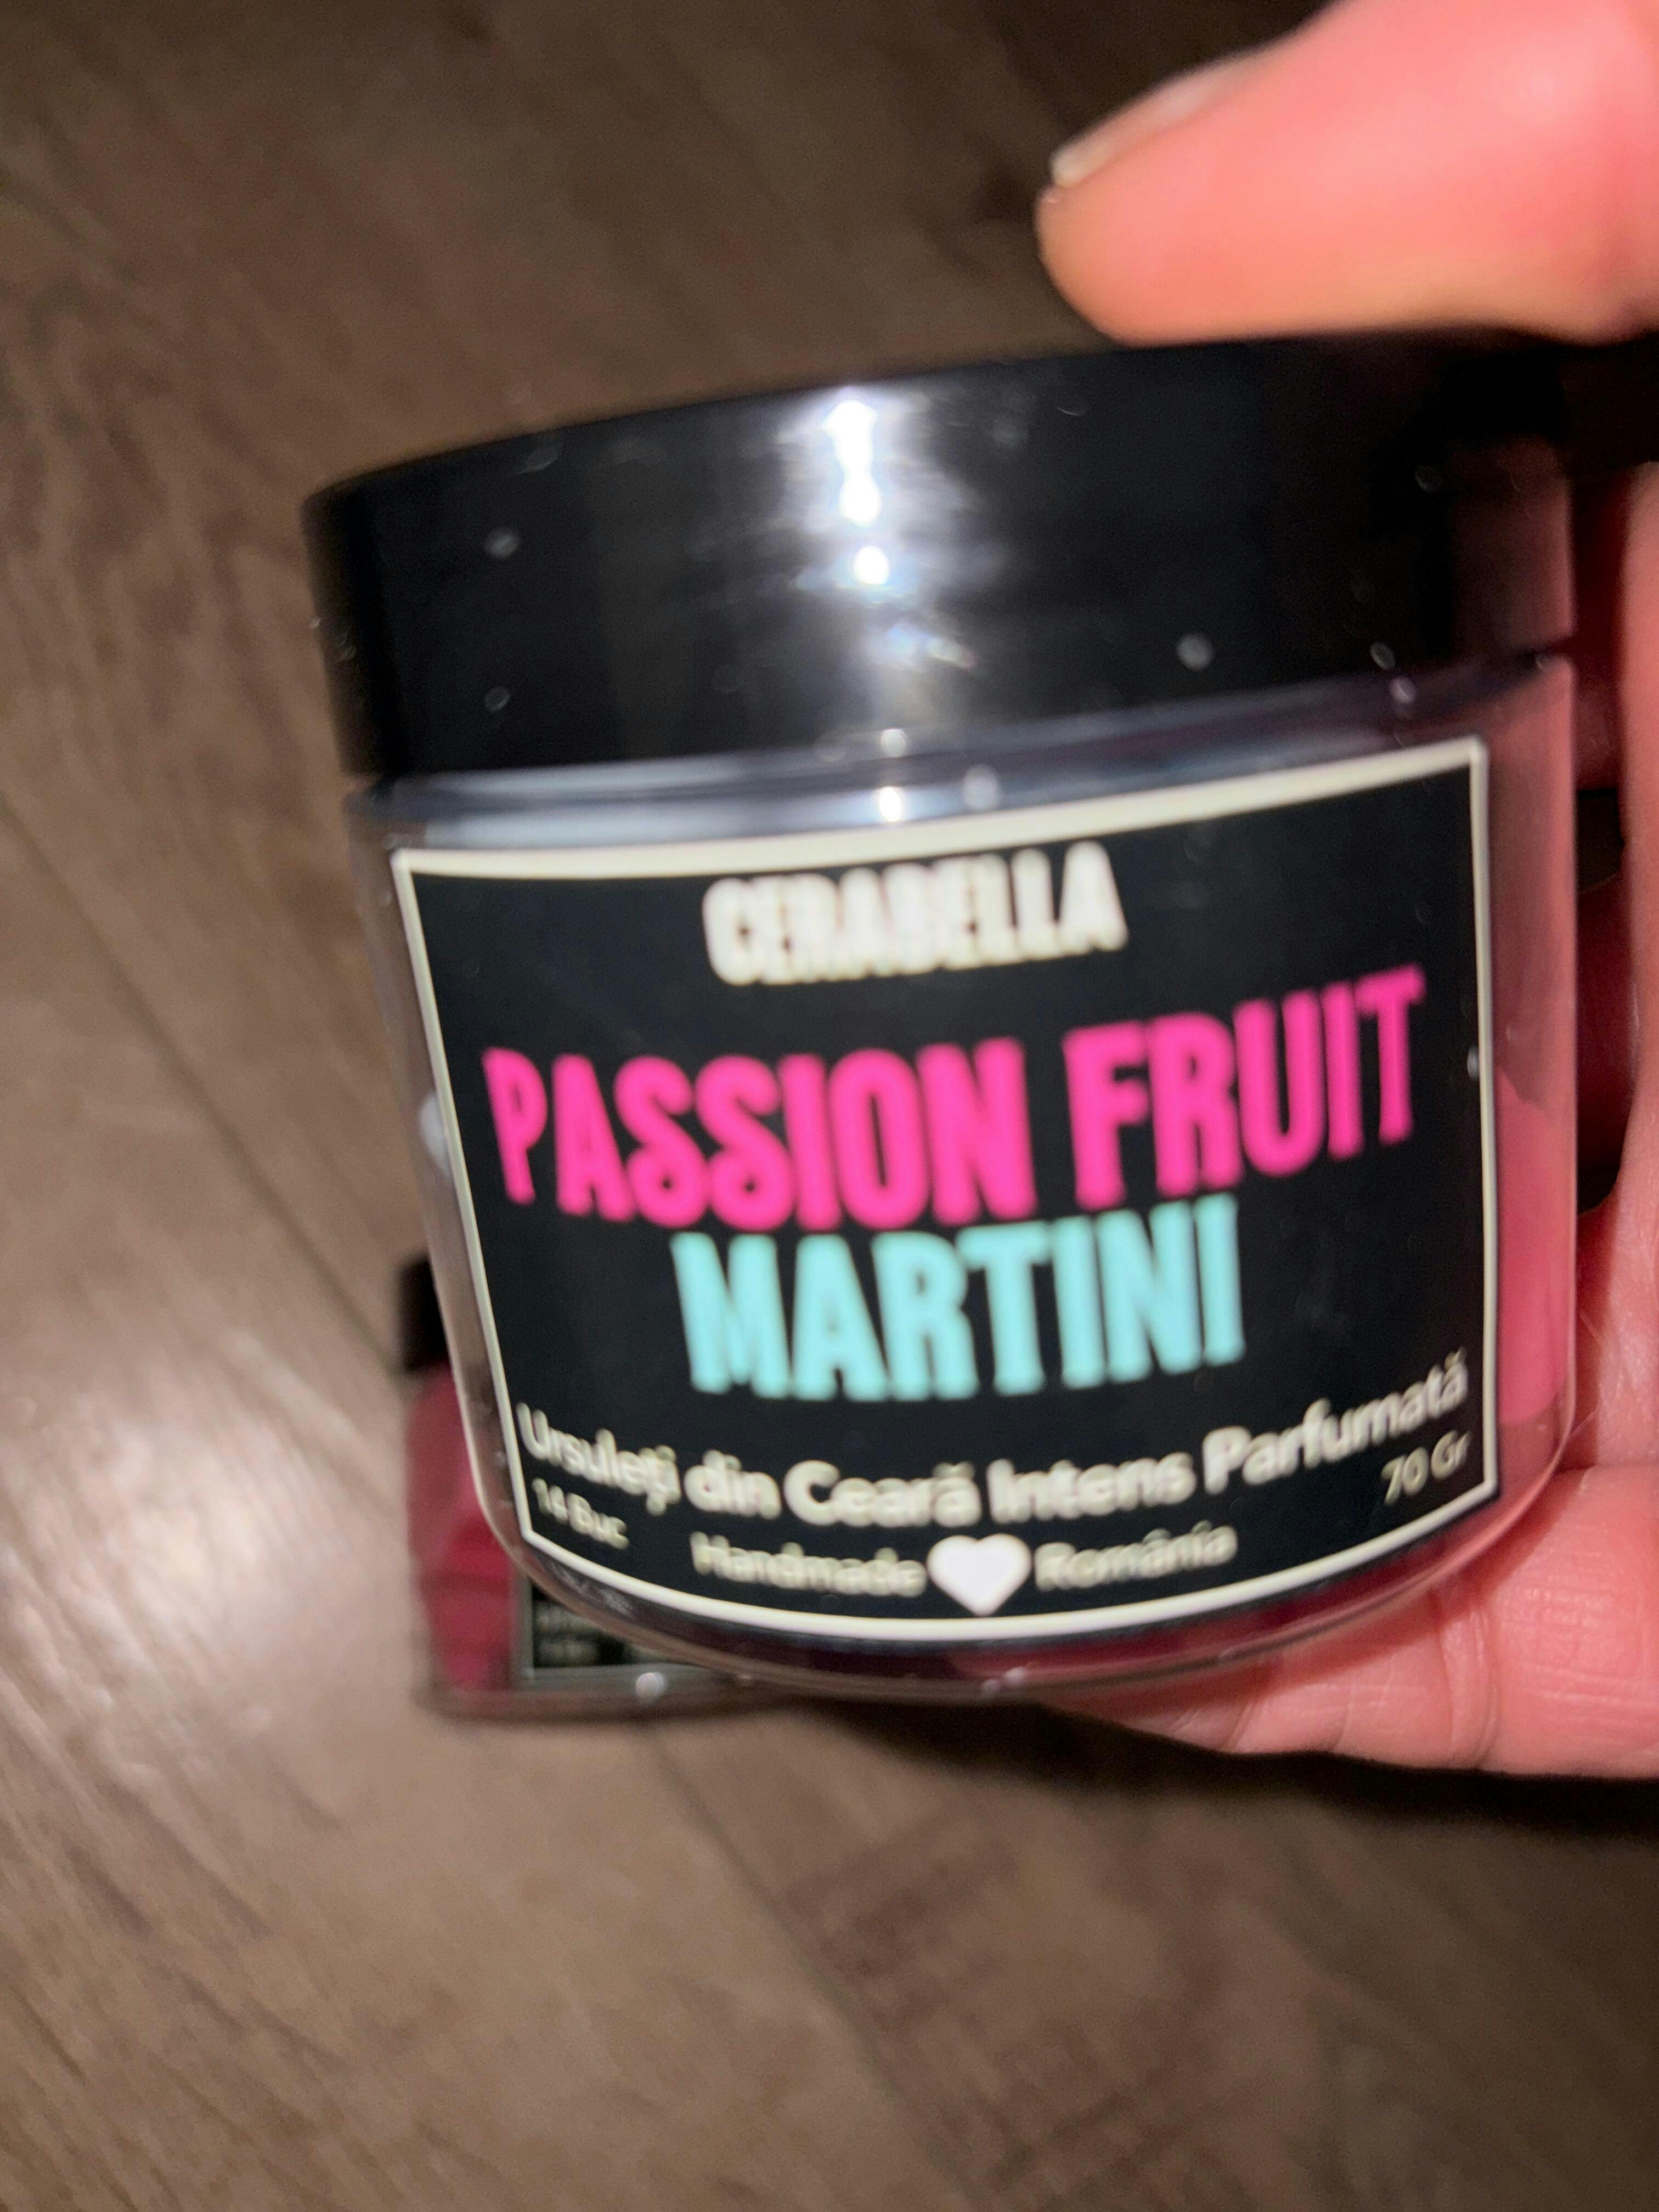 CERABELLA
PASSION FRUIT
MARTINI
Ursuleți din Ceară Intens Parfumată
14 Buc
70 Gr
Handmade România